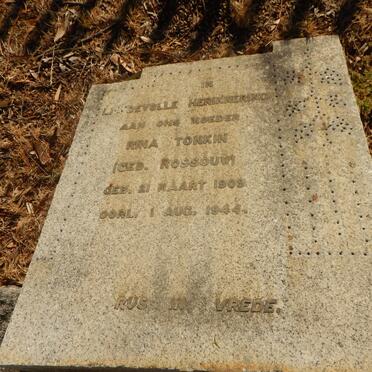 IN
LIEFDEVOLLE HERINNERING
AAN ONS MOEDER
RINA TONKIN
(GEB. ROSSOUW)
GEB. 21 MAART 1908
OORL. 1 AUG. 1944.
RUS IN VREDE.